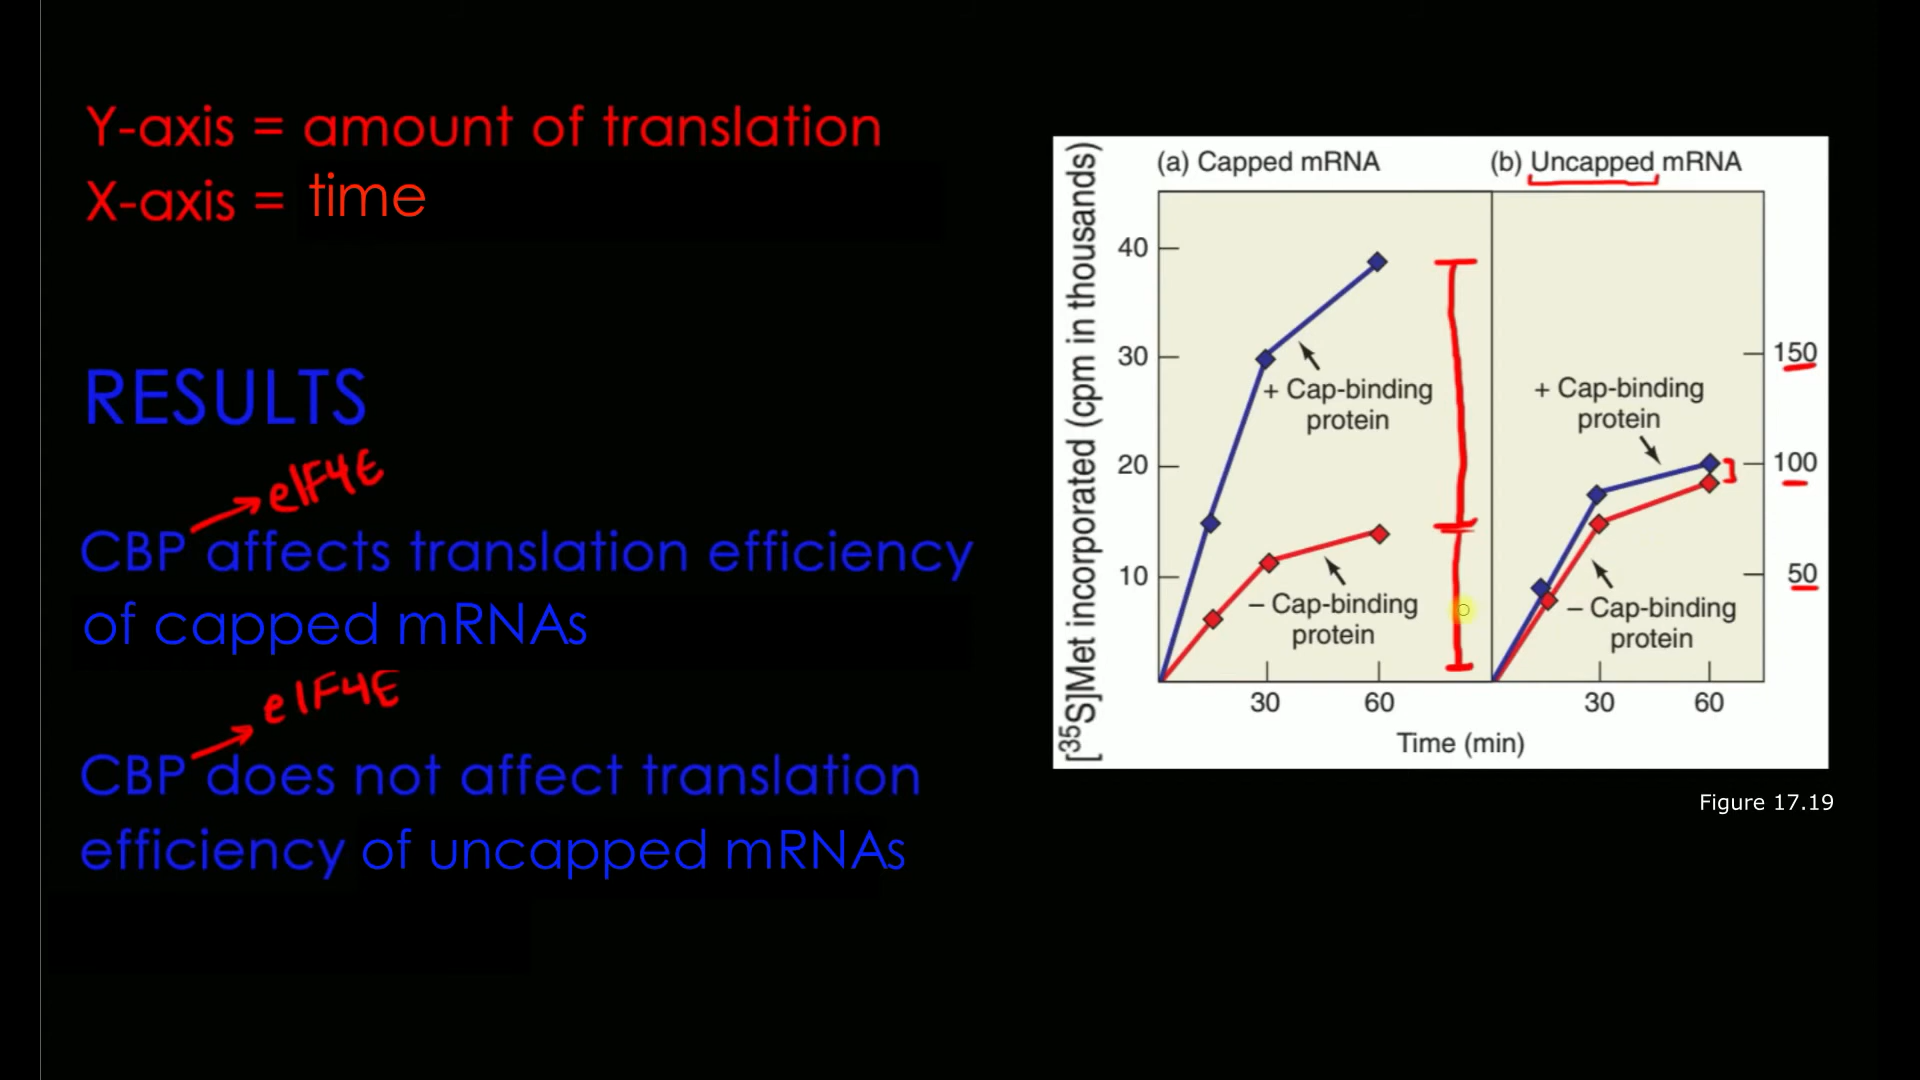 Y-axis = amount of translation
X-axis = time
RESULTS
eIF4E
CBP affects translation efficiency
of capped mRNAs
eIF4E
CBP does not affect translation
efficiency of uncapped mRNAs
(a) Capped mRNA
(b) Uncapped mRNA
[35S]Met incorporated (cpm in thousands)
40
30
20
10
+ Cap-binding
protein
– Cap-binding
protein
+ Cap-binding
protein
– Cap-binding
protein
150
100
50
30
60
30
60
Time (min)
Figure 17.19